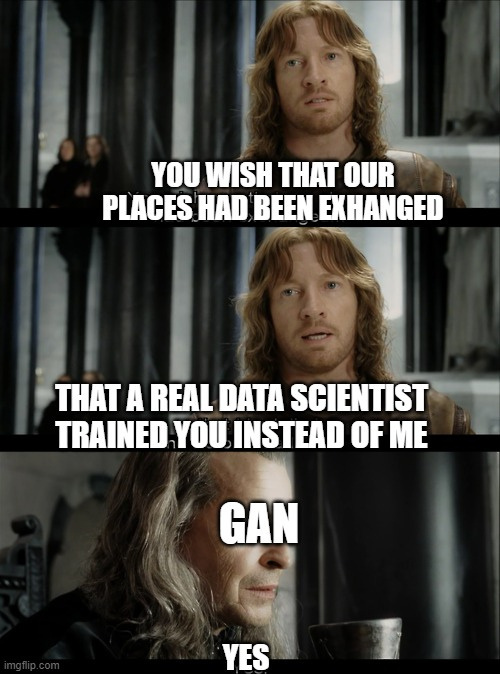 YOU WISH THAT OUR
PLACES HAD BEEN EXHANGED
THAT A REAL DATA SCIENTIST
TRAINED YOU INSTEAD OF ME
GAN
YES
imgflip.com